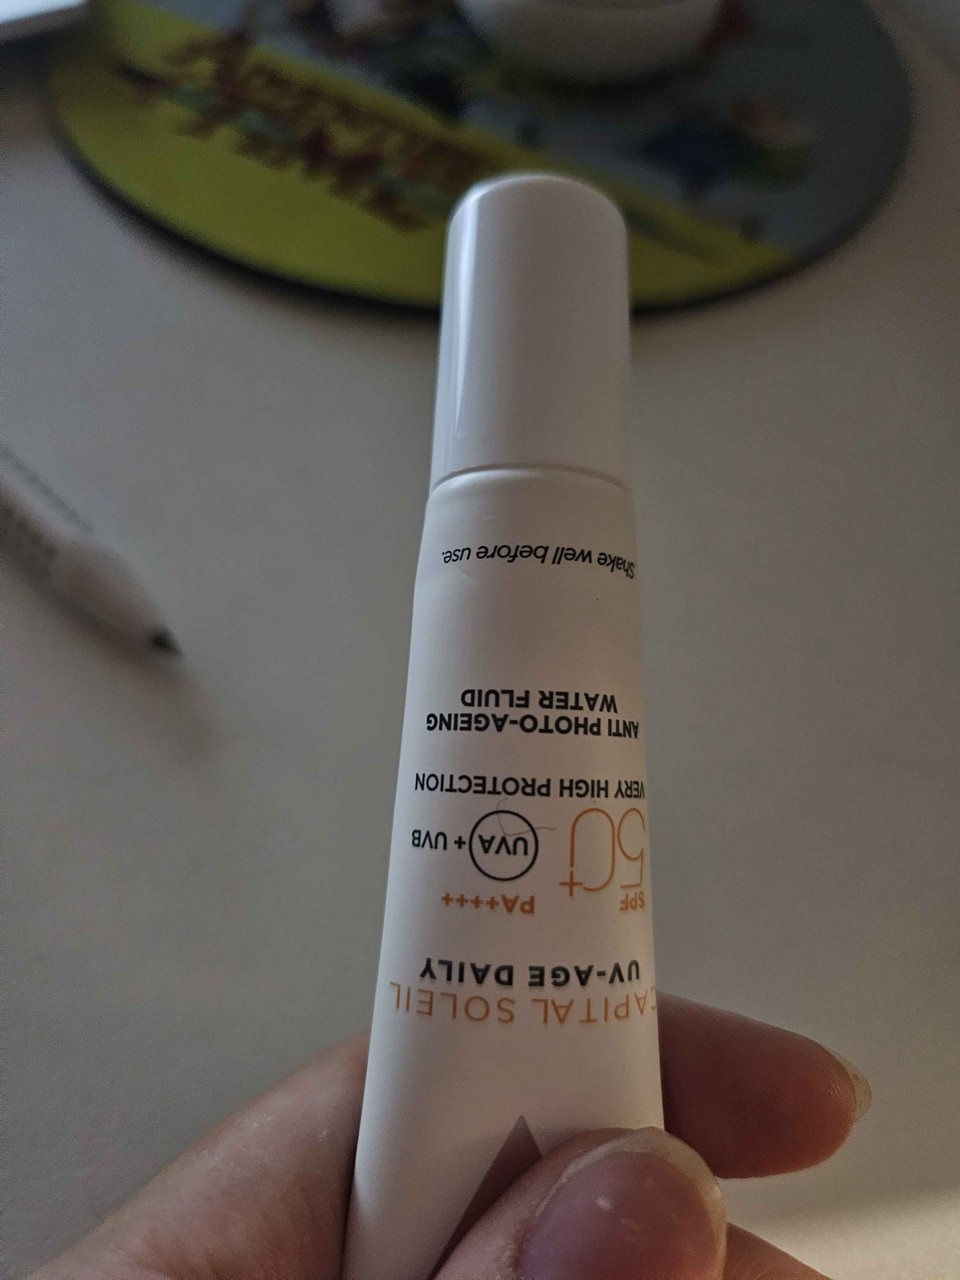 CAPITAL SOLEIL
UV-AGE DAILY
SPF
50+
PA++++
UVA + UVB
VERY HIGH PROTECTION
ANTI PHOTO-AGEING
WATER FLUID
Shake well before use.